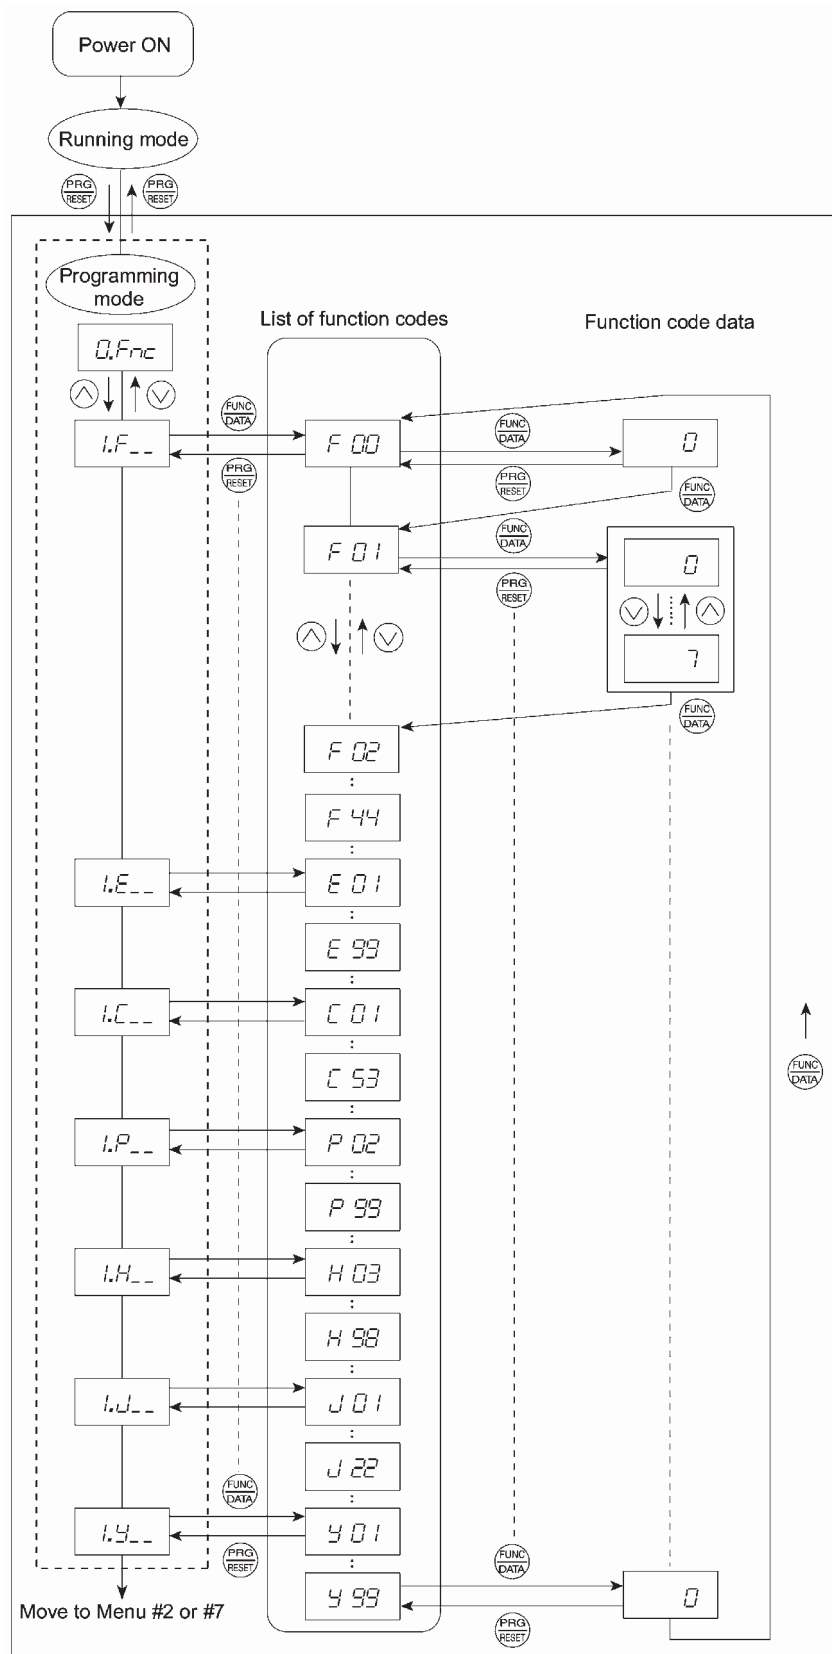 Power ON
Running mode
PRG
RESET
PRG
RESET
Programming
mode
List of function codes
Function code data
0.Fnc
FUNC
DATA
1.F__
F 00
FUNC
DATA
0
PRG
RESET
PRG
RESET
FUNC
DATA
FUNC
DATA
F 01
0
PRG
RESET
7
FUNC
DATA
F 02
:
F 44
:
1.E__
E 01
:
E 99
:
1.C__
C 01
:
C 53
:
FUNC
DATA
1.P__
P 02
:
P 99
:
1.H__
H 03
:
H 98
:
1.J__
J 01
:
J 22
:
FUNC
DATA
1.y__
y 01
PRG
RESET
:
FUNC
DATA
y 99
0
PRG
RESET
Move to Menu #2 or #7